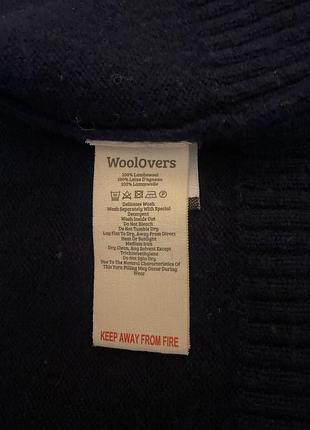 WoolOvers
100% Lambswool
100% Laine D'agneau
100% Lammwolle
Delicates Wash
Wash Separately With Special
Detergent
Wash Inside Out
Do Not Bleach
Do Not Tumble Dry
Lay Flat To Dry, Away From Direct
Heat Or Sunlight
Medium Iron
Dry Clean, Any Solvent Except
Trichloroethylene
Do Not Spin Dry
Due To The Natural Characteristics Of
This Yarn Pilling May Occur During
Wear
KEEP AWAY FROM FIRE